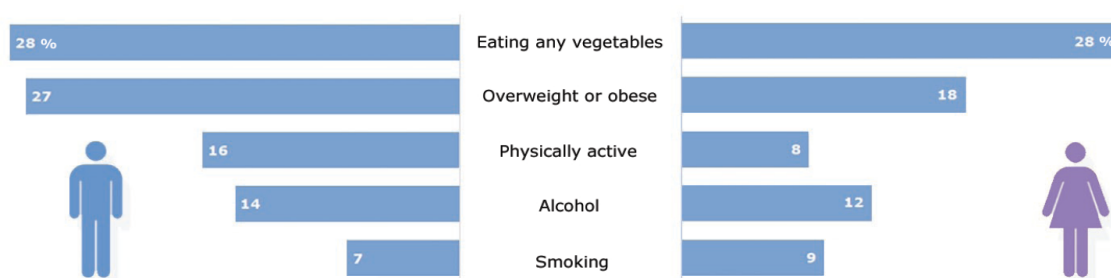 28 % Eating any vegetables 28 %
27 Overweight or obese 18
16 Physically active 8
14 Alcohol 12
7 Smoking 9